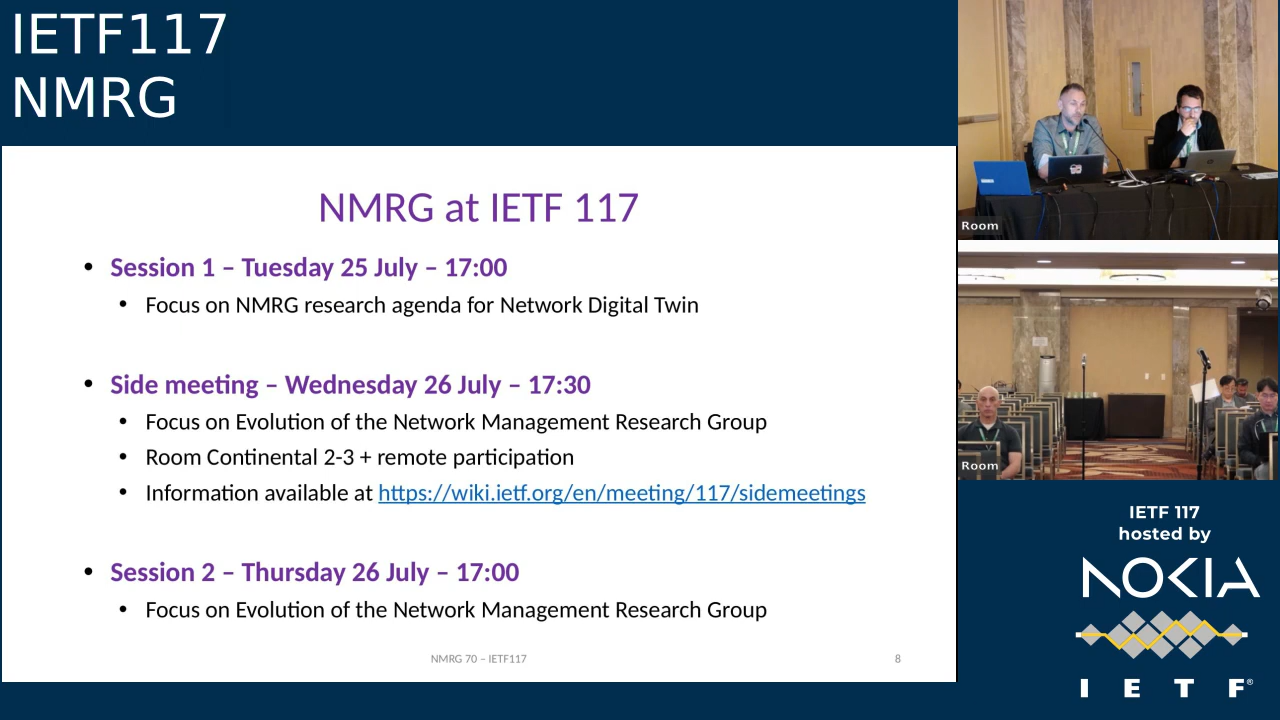 IETF117
NMRG
NMRG at IETF 117
• Session 1 – Tuesday 25 July – 17:00
• Focus on NMRG research agenda for Network Digital Twin
• Side meeting – Wednesday 26 July – 17:30
• Focus on Evolution of the Network Management Research Group
• Room Continental 2-3 + remote participation
• Information available at https://wiki.ietf.org/en/meeting/117/sidemeetings
• Session 2 – Thursday 26 July – 17:00
• Focus on Evolution of the Network Management Research Group
NMRG 70 – IETF117
8
Room
Room
IETF 117
hosted by
NOKIA
I E T F®